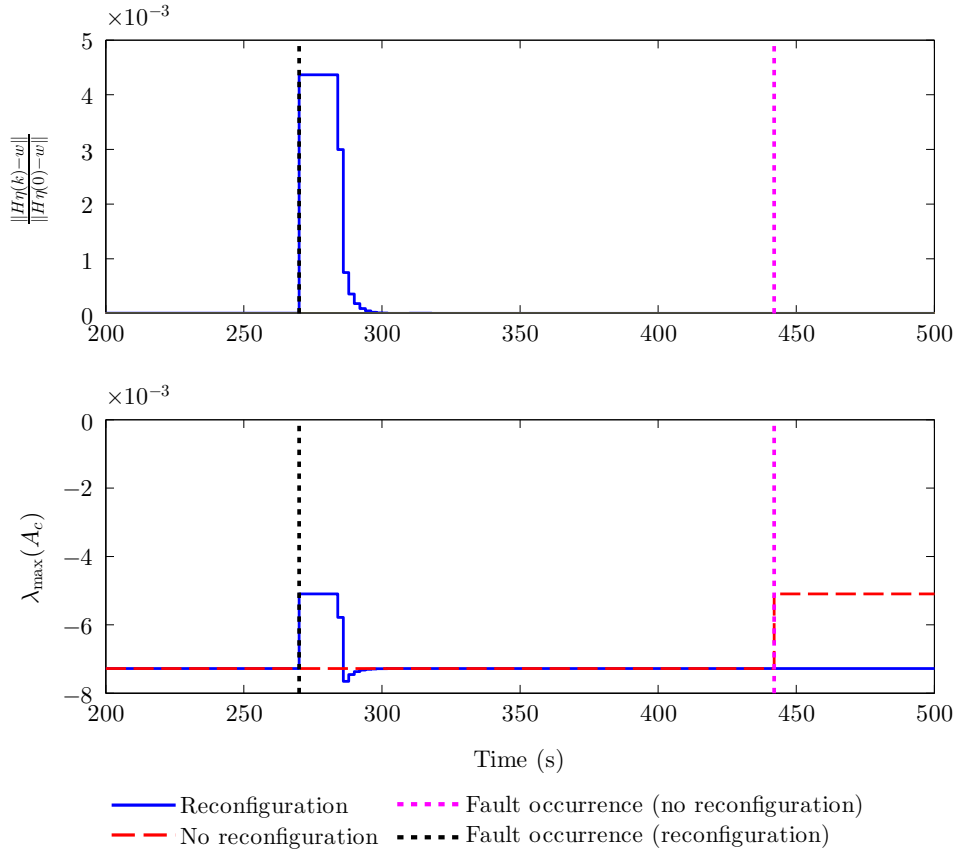 ×10⁻³
5
4
3
2
1
0
||Hη(k)−w||
||Hη(0)−w||
200 250 300 350 400 450 500
×10⁻³
0
−2
−4
−6
−8
λmax(Ac)
200 250 300 350 400 450 500
Time (s)
Reconfiguration
Fault occurrence (no reconfiguration)
No reconfiguration
Fault occurrence (reconfiguration)